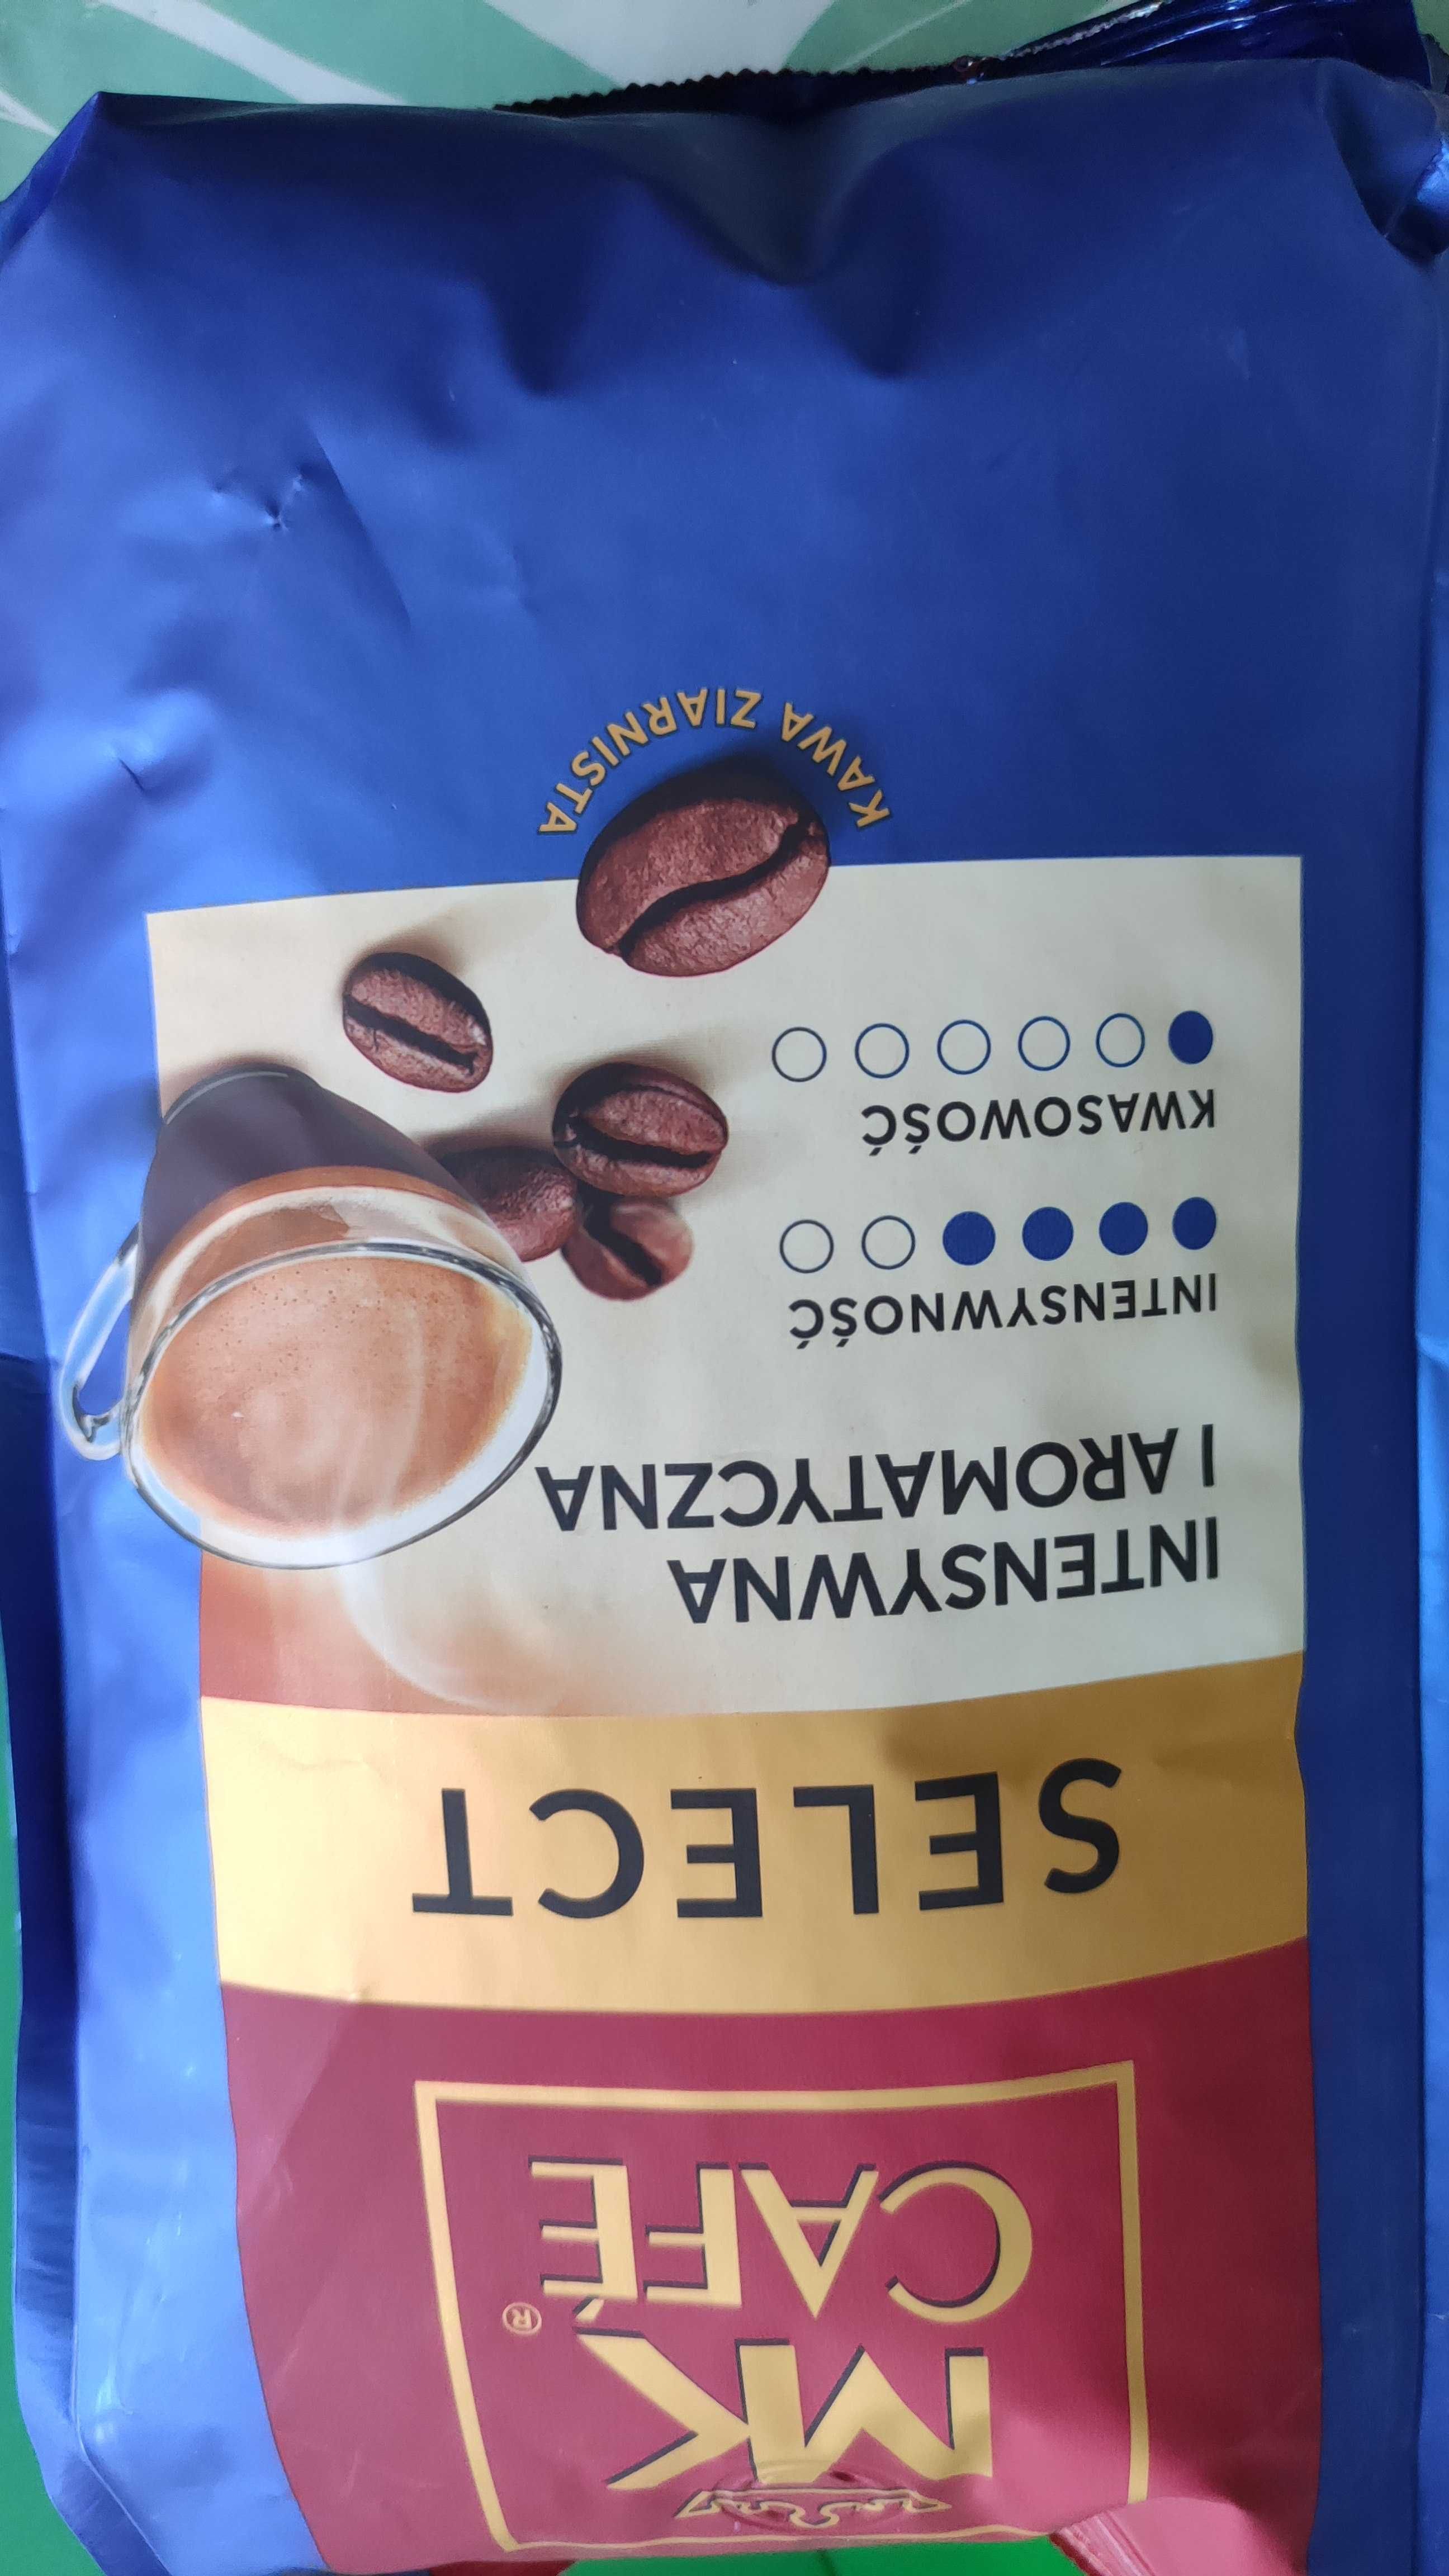 MK
CAFÉ
®
SELECT
INTENSYWNA
I AROMATYCZNA
INTENSYWNOŚĆ
KWASOWOŚĆ
KAWA ZIARNISTA